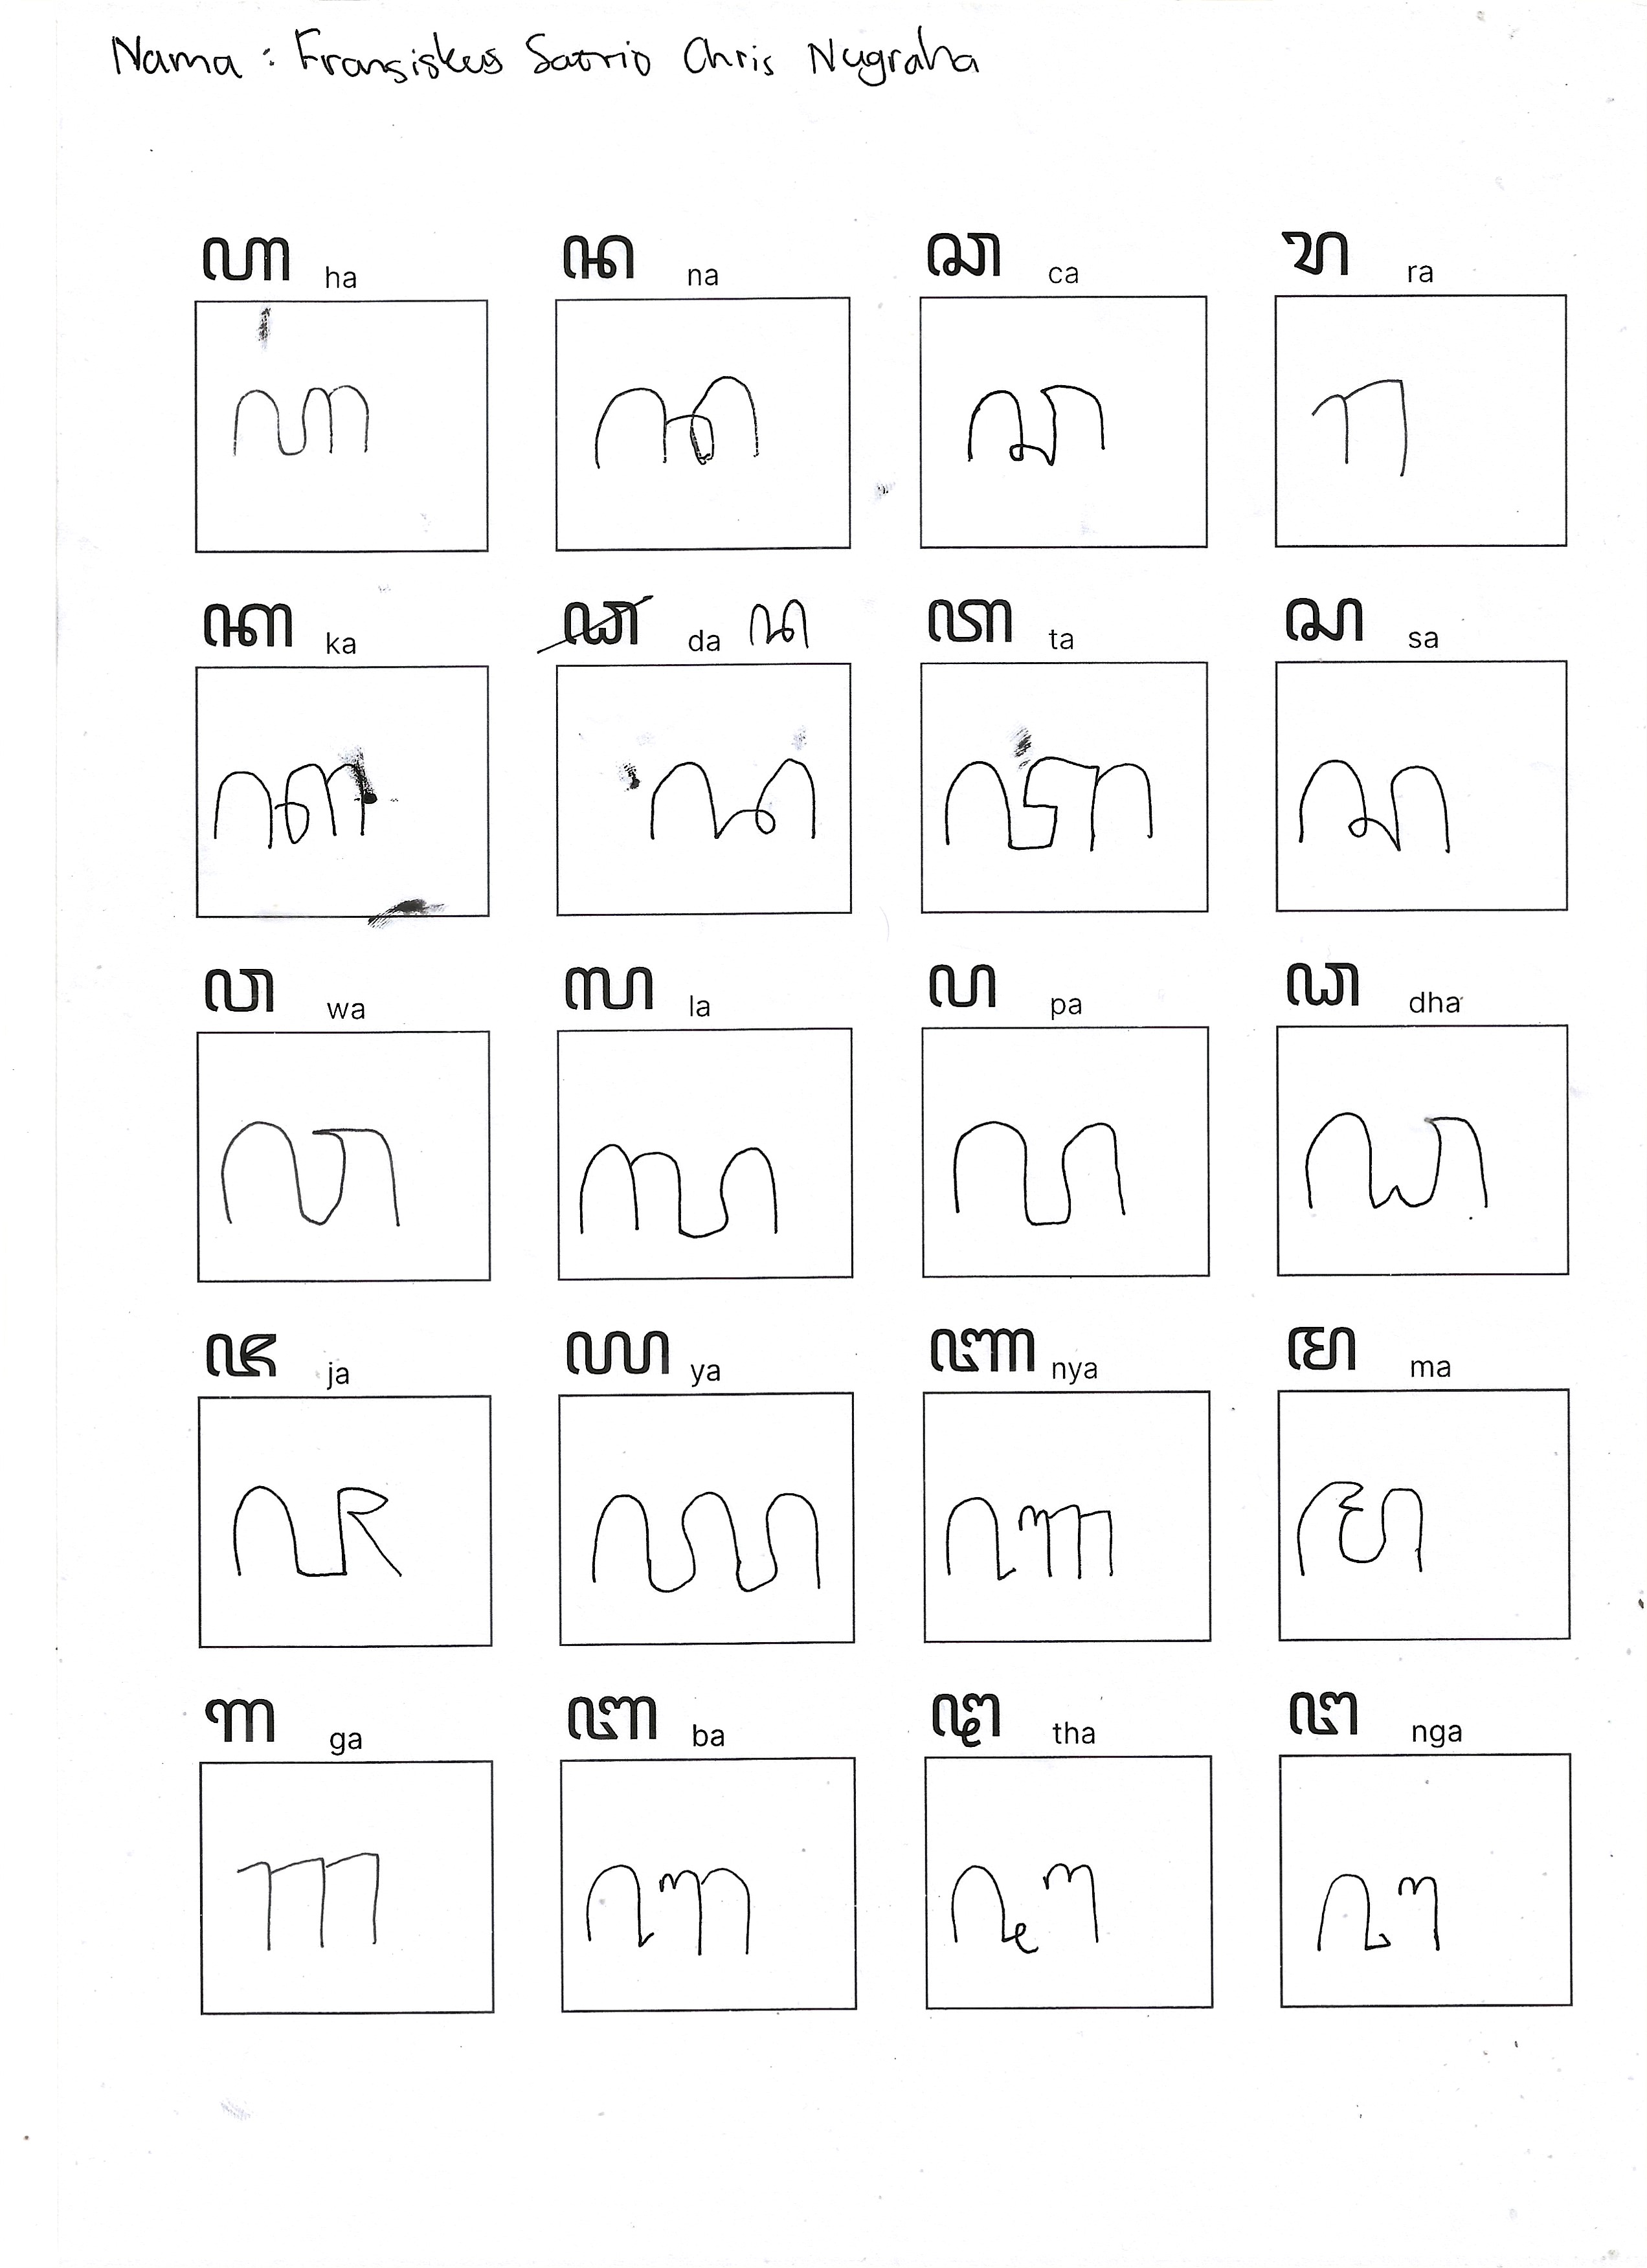 Nama : Fransiskus Satrio Chris Nugraha
ꦲ ha ꦤ na ꦕ ca ꦫ ra
ꦲ ꦤ ꦕ ꦫ
ꦏ ka ꦢ da ꦢ ꦠ ta ꦱ sa
ꦏ ꦢ ꦠ ꦱ
ꦮ wa ꦭ la ꦥ pa ꦝ dha
ꦮ ꦭ ꦥ ꦝ
ꦗ ja ꦪ ya ꦚ nya ꦩ ma
ꦗ ꦪ ꦚ ꦩ
ꦒ ga ꦧ ba ꦛ tha ꦔ nga
ꦒ ꦧ ꦛ ꦔ